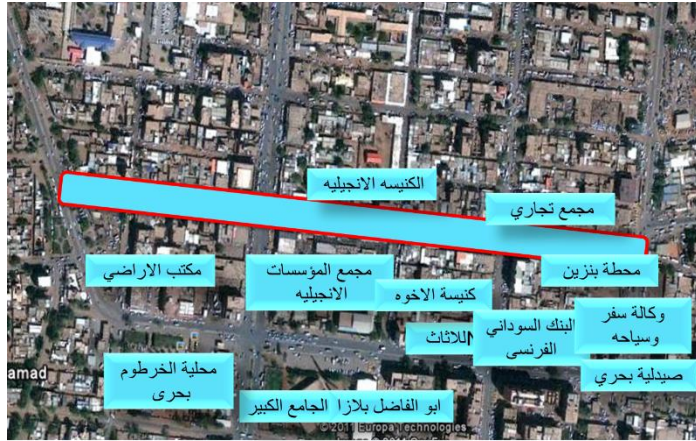 الكنيسه الانجيليه
مجمع تجاري
مكتب الاراضي
مجمع المؤسسات
الانجيليه
محطة بنزين
كنيسة الاخوه
وكالة سفر
وسياحه
البنك السوداني
الفرنسى
للاثاث
صيدلية بحري
محلية الخرطوم
بحرى
ابو الفاضل بلازا
الجامع الكبير
amad
© 2011 Europa Technologies